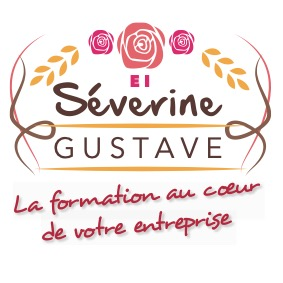 EI
Séverine
GUSTAVE
La formation au cœur
de votre entreprise